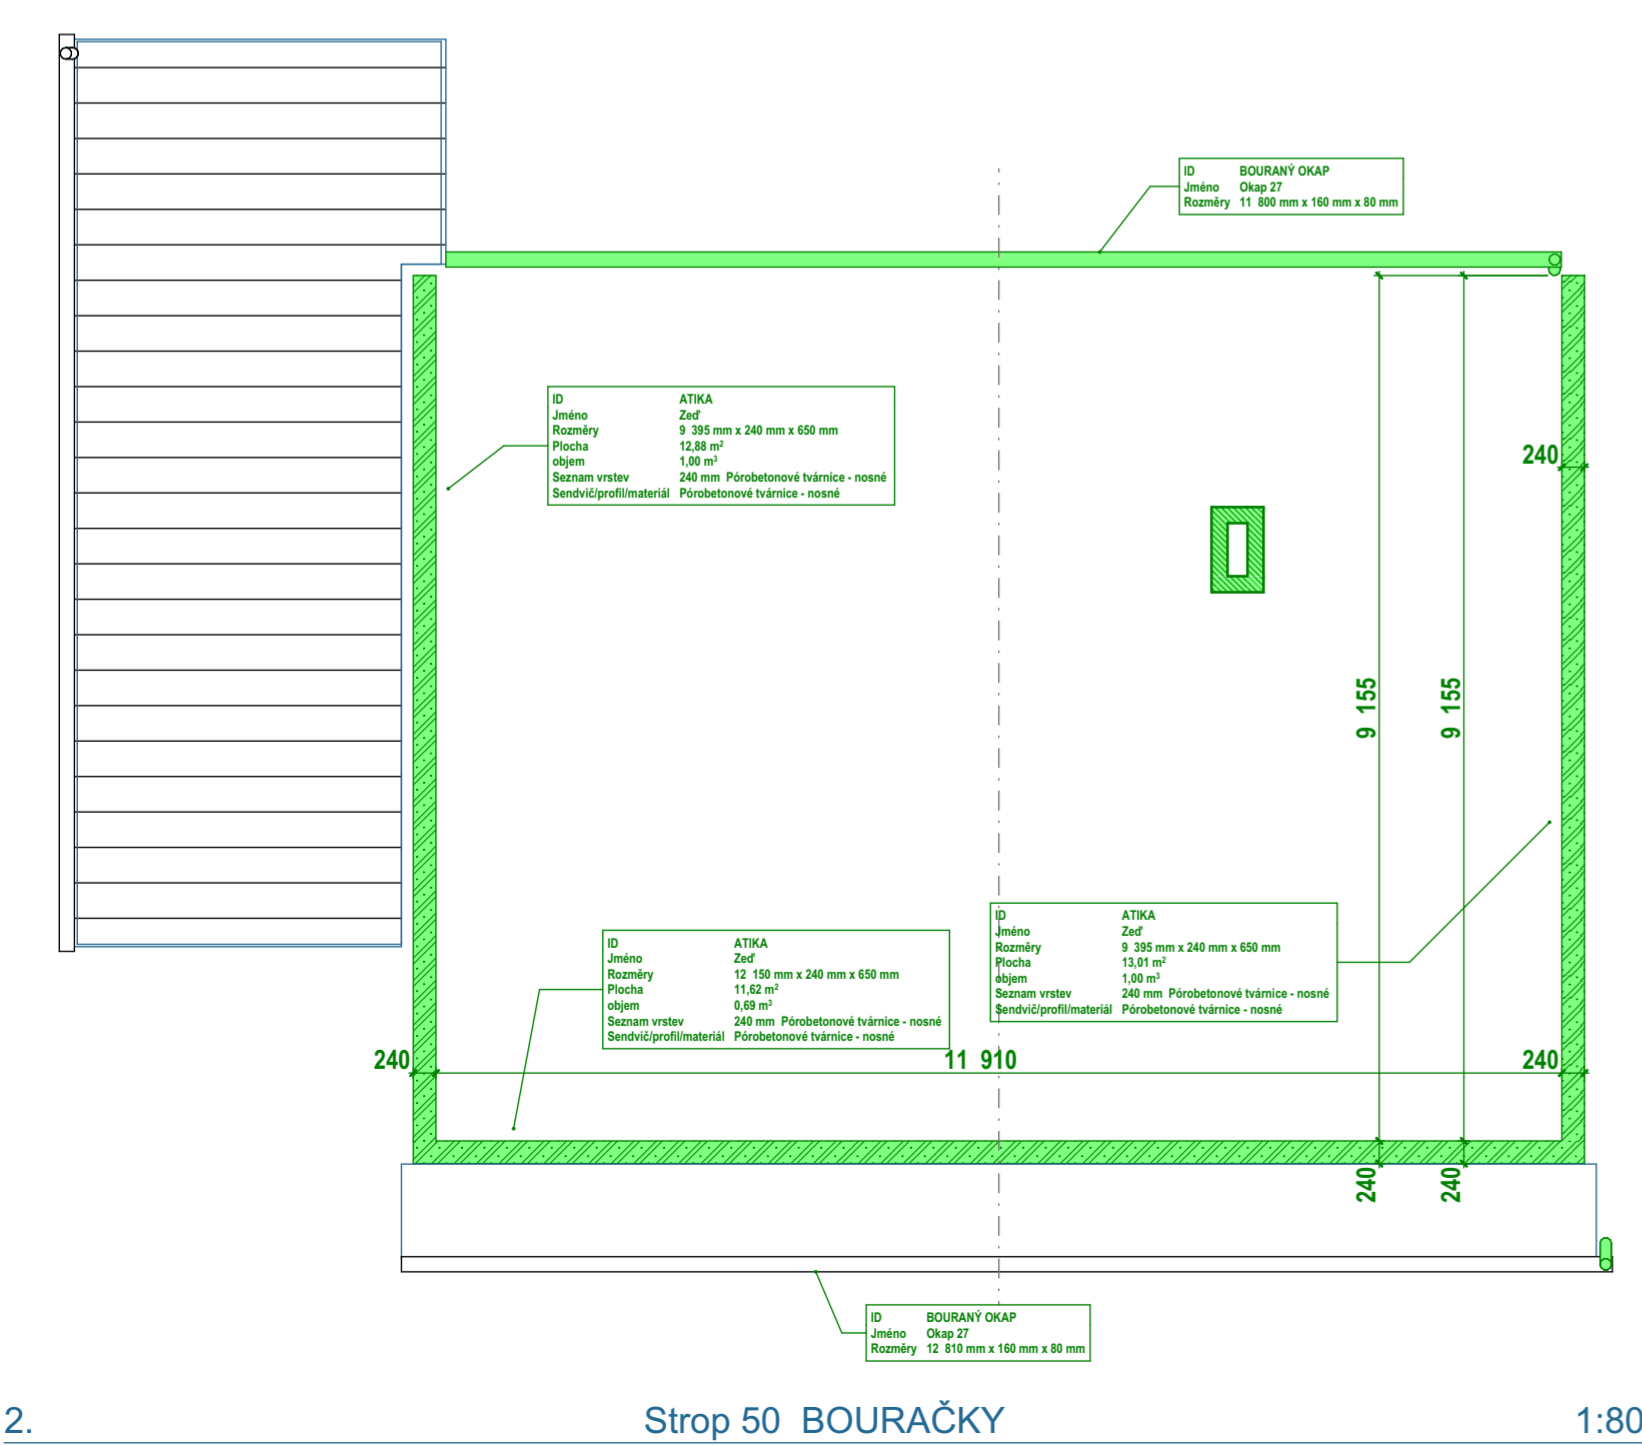 ID BOURANÝ OKAP
Jméno Okap 27
Rozměry 11 800 mm x 160 mm x 80 mm
ID ATIKA
Jméno Zeď
Rozměry 9 395 mm x 240 mm x 650 mm
Plocha 12,88 m²
objem 1,00 m³
Seznam vrstev 240 mm Pórobetonové tvárnice - nosné
Sendvič/profil/materiál Pórobetonové tvárnice - nosné
240
9 155
9 155
ID ATIKA
Jméno Zeď
Rozměry 9 395 mm x 240 mm x 650 mm
Plocha 13,01 m²
objem 1,00 m³
Seznam vrstev 240 mm Pórobetonové tvárnice - nosné
Sendvič/profil/materiál Pórobetonové tvárnice - nosné
ID ATIKA
Jméno Zeď
Rozměry 12 150 mm x 240 mm x 650 mm
Plocha 11,62 m²
objem 0,69 m³
Seznam vrstev 240 mm Pórobetonové tvárnice - nosné
Sendvič/profil/materiál Pórobetonové tvárnice - nosné
240 11 910 240
240
240
ID BOURANÝ OKAP
Jméno Okap 27
Rozměry 12 810 mm x 160 mm x 80 mm
2. Strop 50 BOURAČKY 1:80